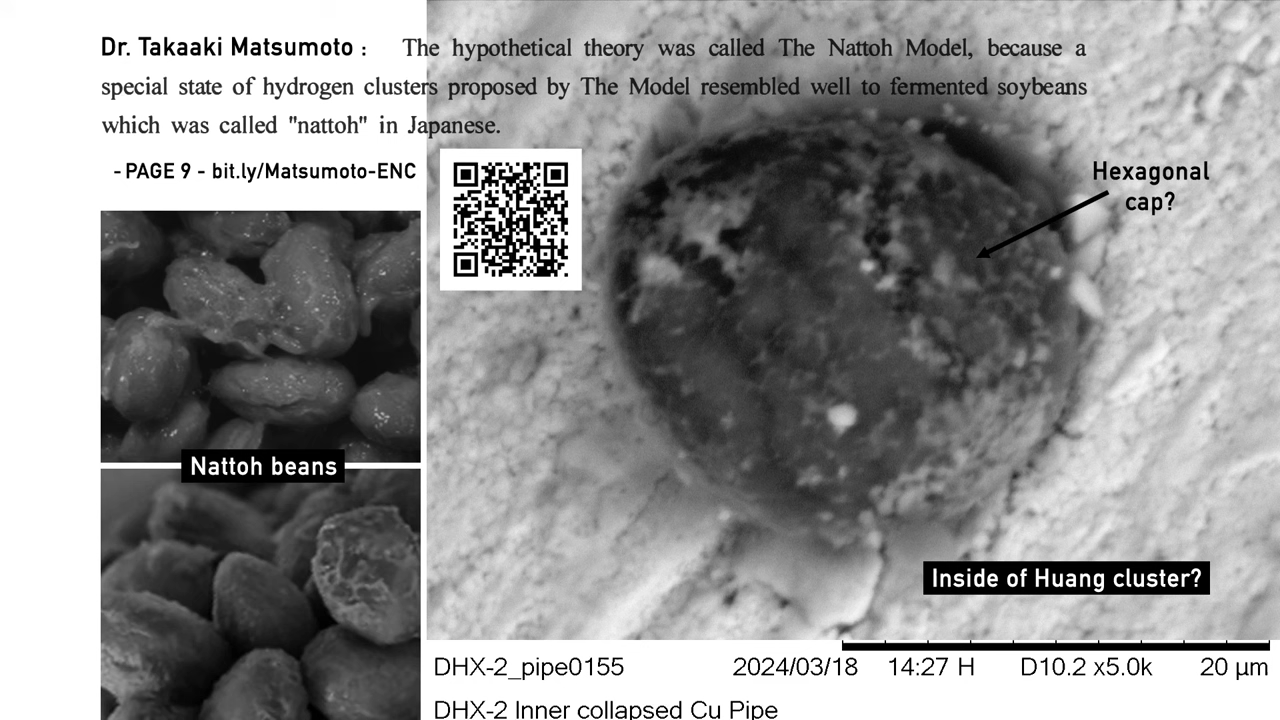 Dr. Takaaki Matsumoto : The hypothetical theory was called The Nattoh Model, because a
special state of hydrogen clusters proposed by The Model resembled well to fermented soybeans
which was called "nattoh" in Japanese.
- PAGE 9 - bit.ly/Matsumoto-ENC
Hexagonal
cap?
Nattoh beans
Inside of Huang cluster?
DHX-2_pipe0155 2024/03/18 14:27 H D10.2 x5.0k 20 µm
DHX-2 Inner collapsed Cu Pipe